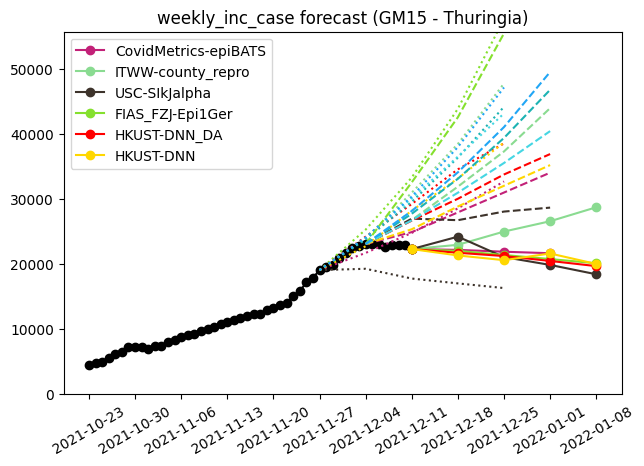 weekly_inc_case forecast (GM15 - Thuringia)
CovidMetrics-epiBATS
ITWW-county_repro
USC-SIkJalpha
FIAS_FZJ-Epi1Ger
HKUST-DNN_DA
HKUST-DNN
50000
40000
30000
20000
10000
0
2021-10-23
2021-10-30
2021-11-06
2021-11-13
2021-11-20
2021-11-27
2021-12-04
2021-12-11
2021-12-18
2021-12-25
2022-01-01
2022-01-08